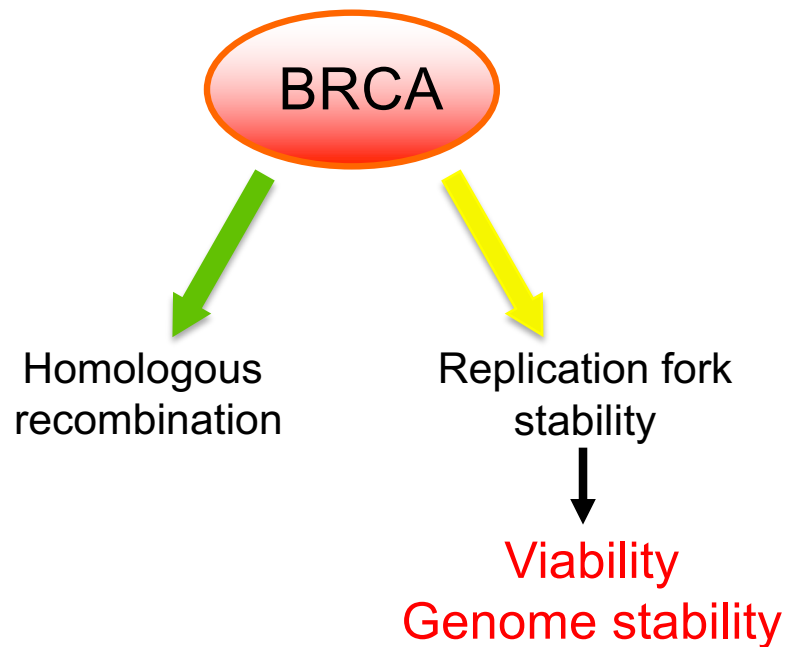 BRCA
Homologous
recombination
Replication fork
stability
Viability
Genome stability